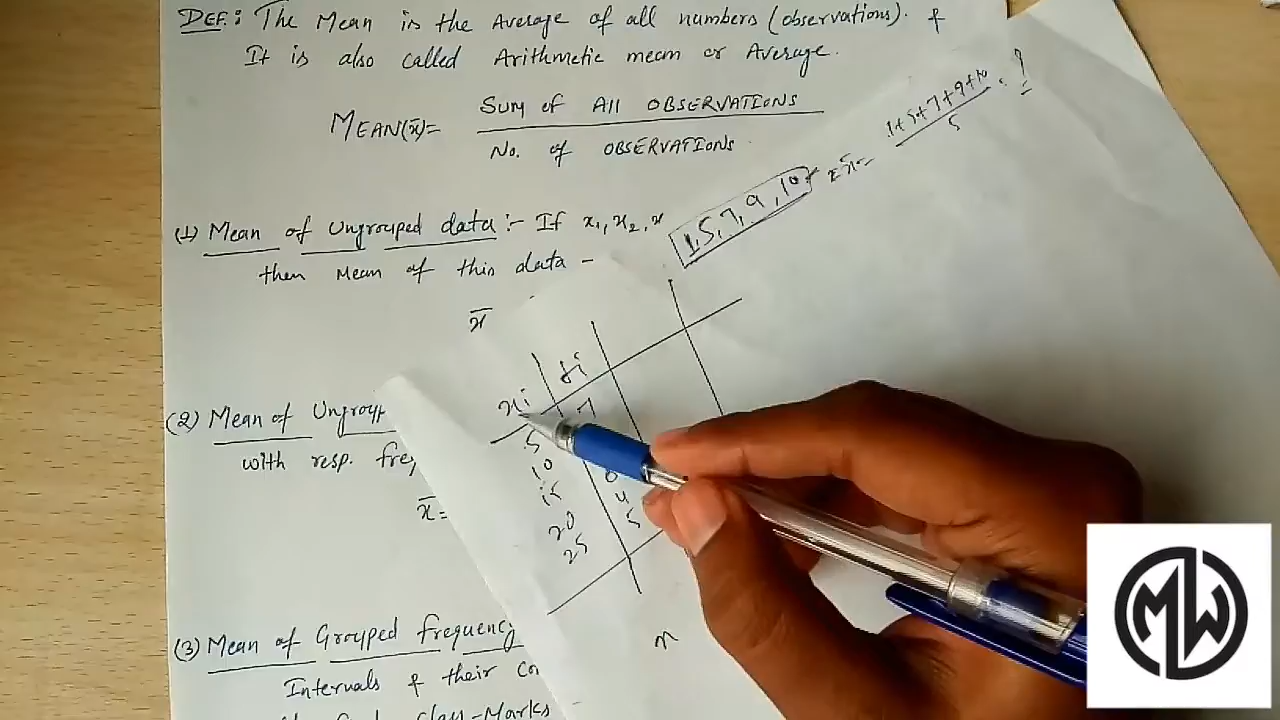 DEF: The Mean is the Average of all numbers (observations). &
It is also called Arithmetic mean or Average.
MEAN(x̄)= Sum of All OBSERVATIONS
No. of OBSERVATIONS
1+5+7+9+10
5
= ?
1,5,7,9,10
(1) Mean of Ungrouped data:- If x₁, x₂, x
then Mean of this data -
x̄
xi fi
5 7
10
15
20 4
25 5
(2) Mean of Ungroup
with resp. freq
x̄ =
n
(3) Mean of Grouped frequency
Intervals & their Co
Class-Marks
MW